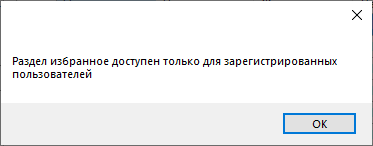 Раздел избранное доступен только для зарегистрированных
пользователей
OK